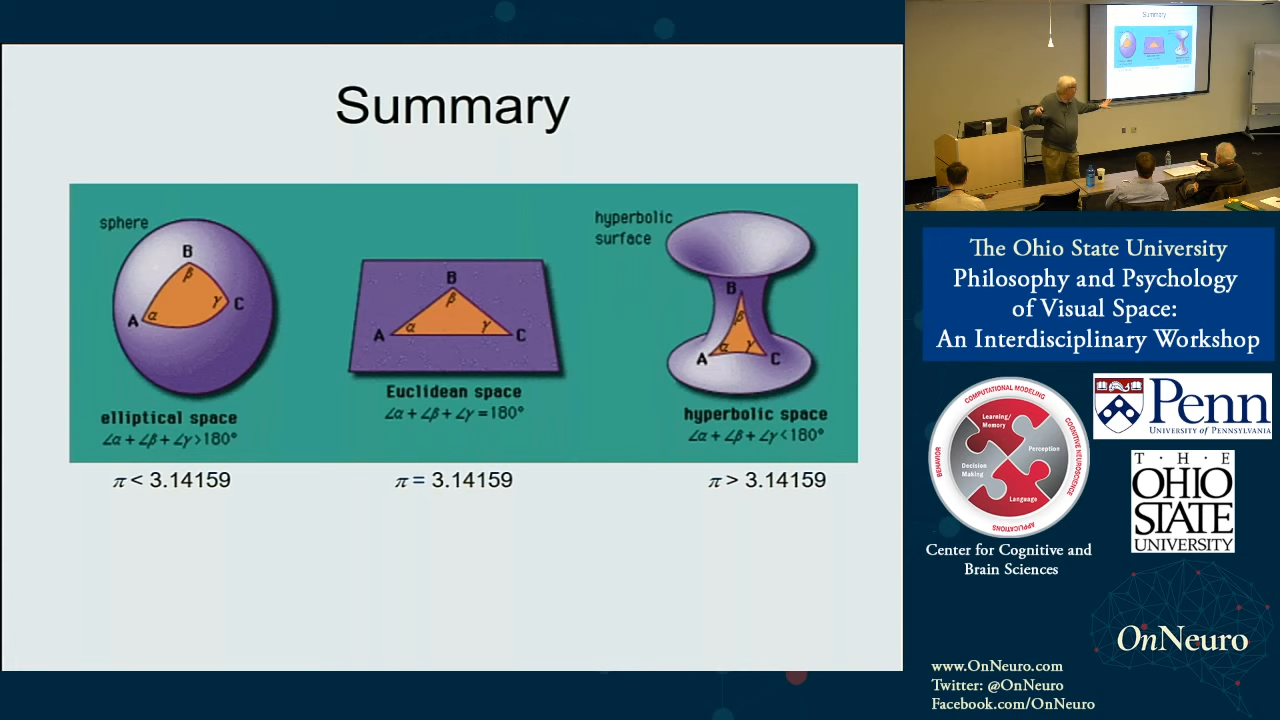 Summary
sphere
B
β
A
α
γ
C
elliptical space
∠α + ∠β + ∠γ > 180°
π < 3.14159
B
β
A
α
γ
C
Euclidean space
∠α + ∠β + ∠γ = 180°
π = 3.14159
hyperbolic
surface
B
β
A
α
γ
C
hyperbolic space
∠α + ∠β + ∠γ < 180°
π > 3.14159
Summary
The Ohio State University
Philosophy and Psychology
of Visual Space:
An Interdisciplinary Workshop
COMPUTATIONAL MODELING
COGNITIVE NEUROSCIENCE
APPLICATIONS
BEHAVIOR
Learning/
Memory
Perception
Decision
Making
Language
Center for Cognitive and
Brain Sciences
Penn
UNIVERSITY of PENNSYLVANIA
T · H · E
OHIO
STATE
UNIVERSITY
OnNeuro
www.OnNeuro.com
Twitter: @OnNeuro
Facebook.com/OnNeuro